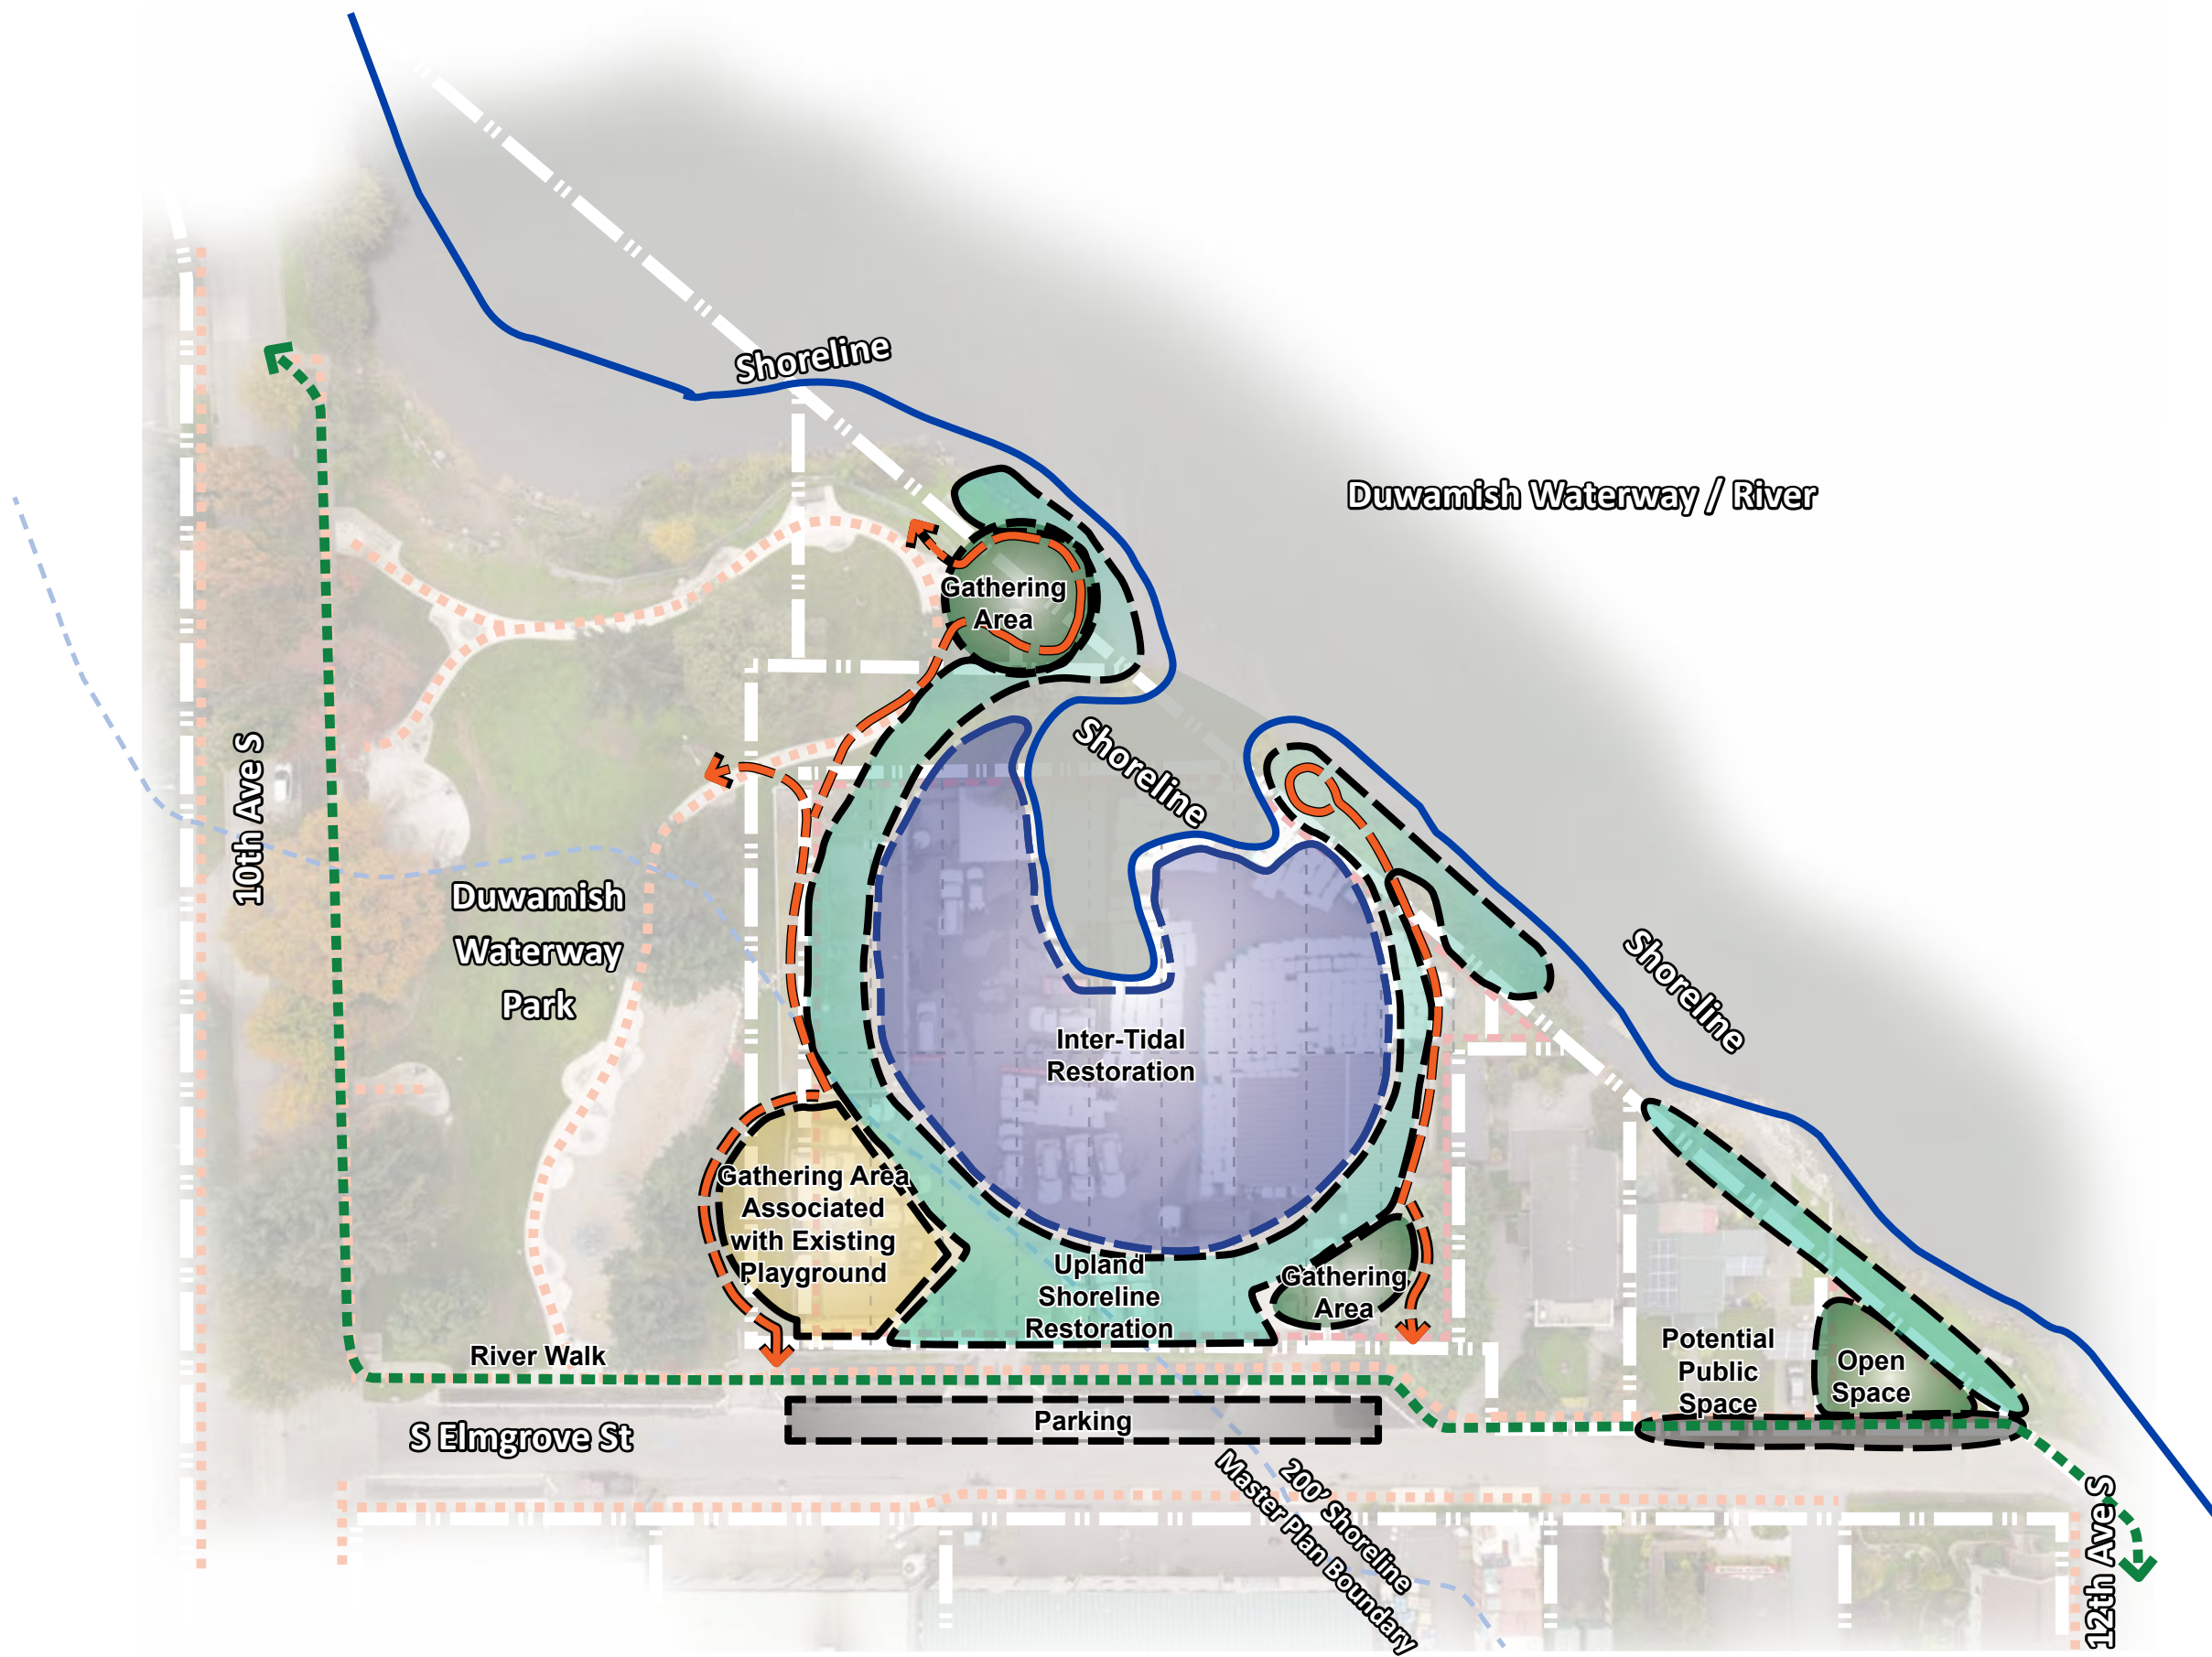 Shoreline
Duwamish Waterway / River
Gathering
Area
Shoreline
10th Ave S
Duwamish
Waterway
Park
Shoreline
Inter-Tidal
Restoration
Gathering Area
Associated
with Existing
Playground
Upland
Shoreline
Restoration
Gathering
Area
Potential
Public
Space
Open
Space
River Walk
Parking
S Elmgrove St
200' Shoreline
Master Plan Boundary
12th Ave S